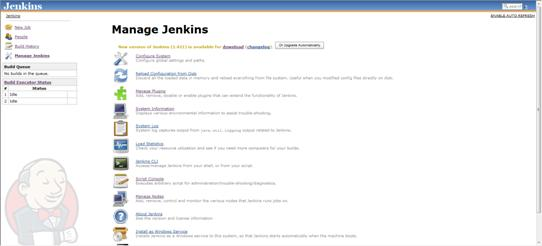 Jenkins
search
Jenkins
ENABLE AUTO REFRESH
New Job
People
Build History
Manage Jenkins
Build Queue
No builds in the queue.
Build Executor Status
# Status
1 Idle
2 Idle
Manage Jenkins
New version of Jenkins (1.421) is available for download (changelog). Or Upgrade Automatically
Configure System
Configure global settings and paths.
Reload Configuration from Disk
Discard all the loaded data in memory and reload everything from file system. Useful when you modified config files directly on disk.
Manage Plugins
Add, remove, disable or enable plugins that can extend the functionality of Jenkins.
System Information
Displays various environmental information to assist trouble-shooting.
System Log
System log captures output from java.util.logging output related to Jenkins.
Load Statistics
Check your resource utilization and see if you need more computers for your builds.
Jenkins CLI
Access/manage Jenkins from your shell, or from your script.
Script Console
Executes arbitrary script for administration/trouble-shooting/diagnostics.
Manage Nodes
Add, remove, control and monitor the various nodes that Jenkins runs jobs on.
About Jenkins
See the version and license information
Install as Windows Service
Installs Jenkins as a Windows service to this system, so that Jenkins starts automatically when the machine boots.